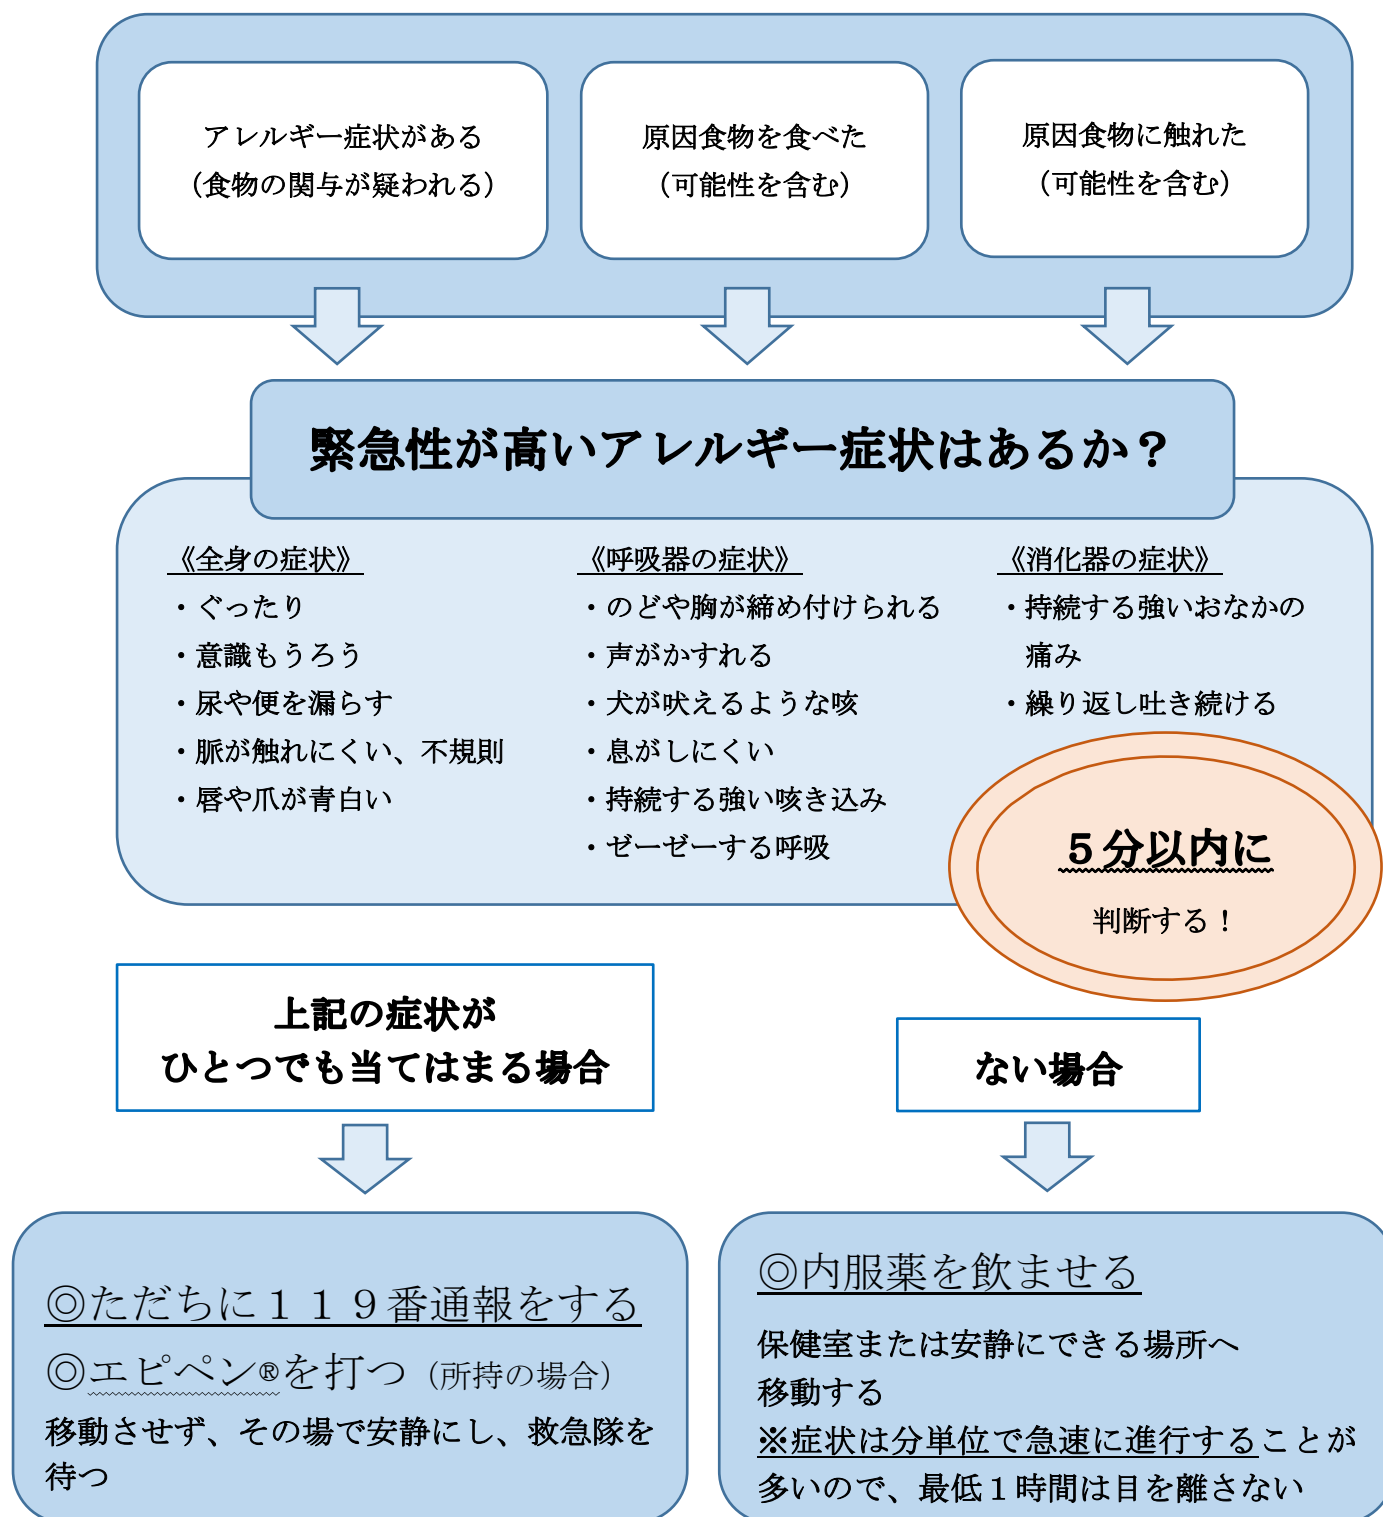 アレルギー症状がある
（食物の関与が疑われる）
原因食物を食べた
（可能性を含む）
原因食物に触れた
（可能性を含む）
緊急性が高いアレルギー症状はあるか？
《全身の症状》
・ぐったり
・意識もうろう
・尿や便を漏らす
・脈が触れにくい、不規則
・唇や爪が青白い
《呼吸器の症状》
・のどや胸が締め付けられる
・声がかすれる
・犬が吠えるような咳
・息がしにくい
・持続する強い咳き込み
・ゼーゼーする呼吸
《消化器の症状》
・持続する強いおなかの
痛み
・繰り返し吐き続ける
５分以内に
判断する！
上記の症状が
ひとつでも当てはまる場合
ない場合
◎ただちに１１９番通報をする
◎エピペン®を打つ（所持の場合）
移動させず、その場で安静にし、救急隊を
待つ
◎内服薬を飲ませる
保健室または安静にできる場所へ
移動する
※症状は分単位で急速に進行することが
多いので、最低１時間は目を離さない